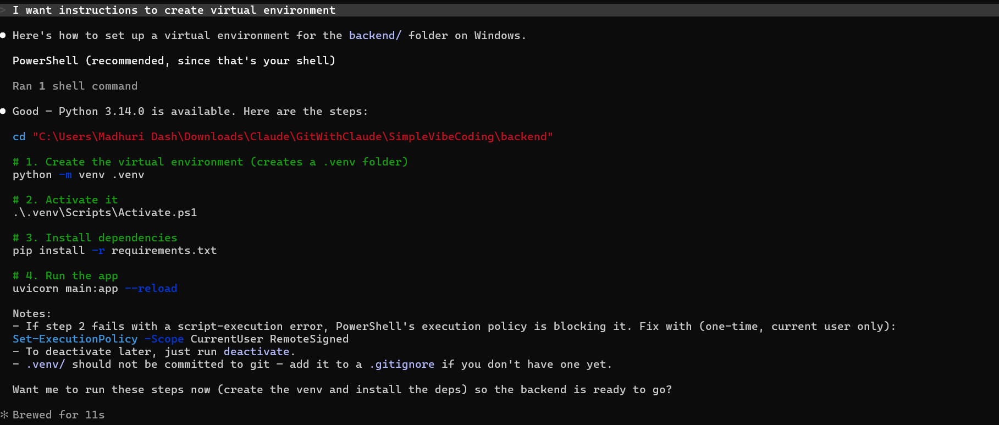 > I want instructions to create virtual environment
● Here's how to set up a virtual environment for the backend/ folder on Windows.
PowerShell (recommended, since that's your shell)
Ran 1 shell command
● Good — Python 3.14.0 is available. Here are the steps:
cd "C:\Users\Madhuri Dash\Downloads\Claude\GitWithClaude\SimpleVibeCoding\backend"
# 1. Create the virtual environment (creates a .venv folder)
python -m venv .venv
# 2. Activate it
.\.venv\Scripts\Activate.ps1
# 3. Install dependencies
pip install -r requirements.txt
# 4. Run the app
uvicorn main:app --reload
Notes:
- If step 2 fails with a script-execution error, PowerShell's execution policy is blocking it. Fix with (one-time, current user only):
Set-ExecutionPolicy -Scope CurrentUser RemoteSigned
- To deactivate later, just run deactivate.
- .venv/ should not be committed to git — add it to a .gitignore if you don't have one yet.
Want me to run these steps now (create the venv and install the deps) so the backend is ready to go?
✻ Brewed for 11s